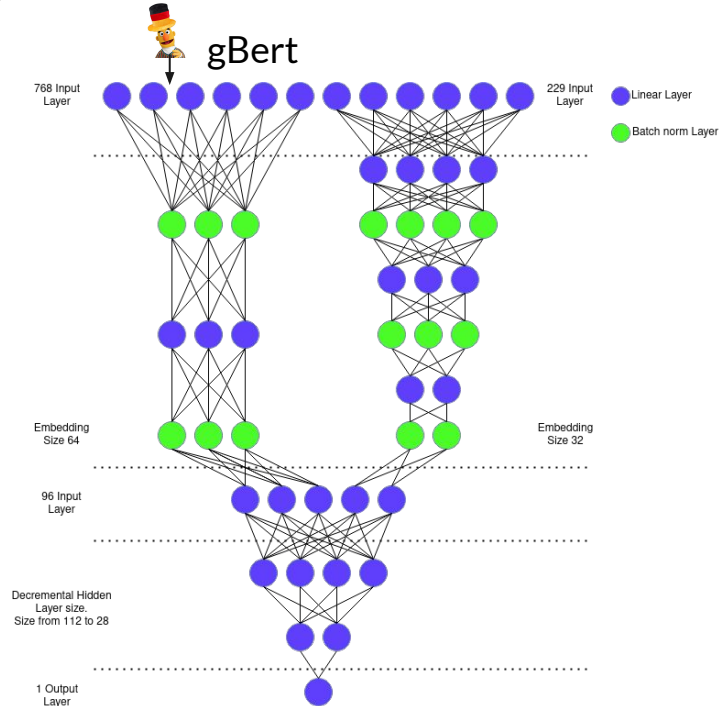 gBert
768 Input
Layer
229 Input
Layer
Linear Layer
Batch norm Layer
Embedding
Size 64
Embedding
Size 32
96 Input
Layer
Decremental Hidden
Layer size.
Size from 112 to 28
1 Output
Layer